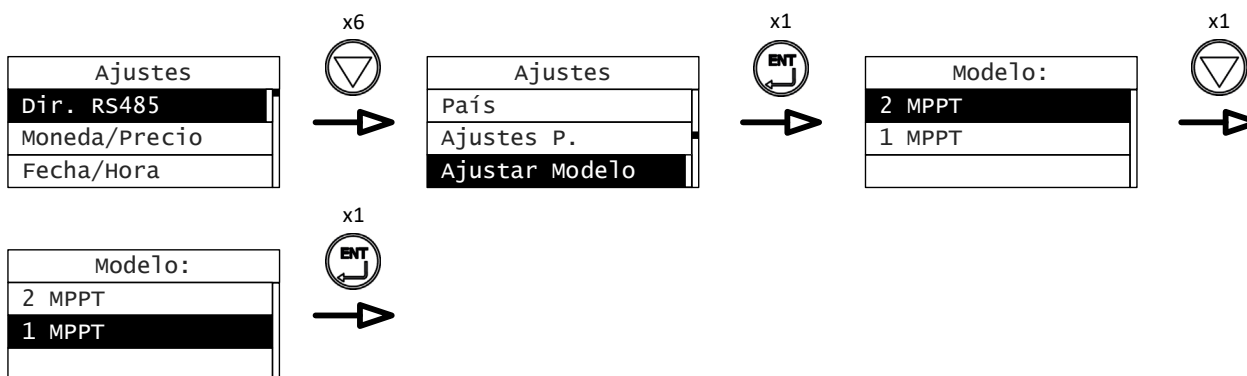 x6
x1
x1
Ajustes
Dir. RS485
Moneda/Precio
Fecha/Hora
Ajustes
País
Ajustes P.
Ajustar Modelo
ENT
Modelo:
2 MPPT
1 MPPT
x1
Modelo:
2 MPPT
1 MPPT
ENT